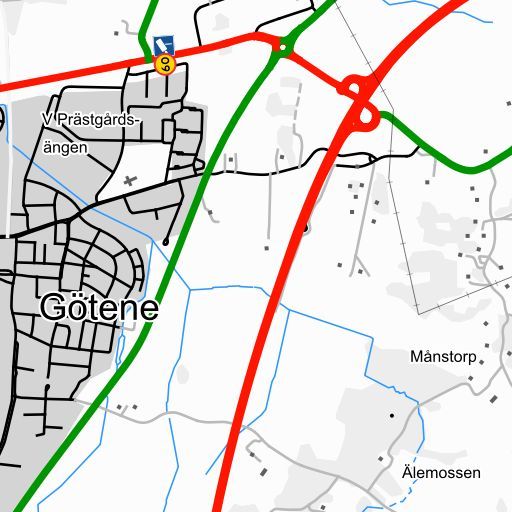 60
V Prästgårds-
ängen
Götene
Månstorp
Älemossen